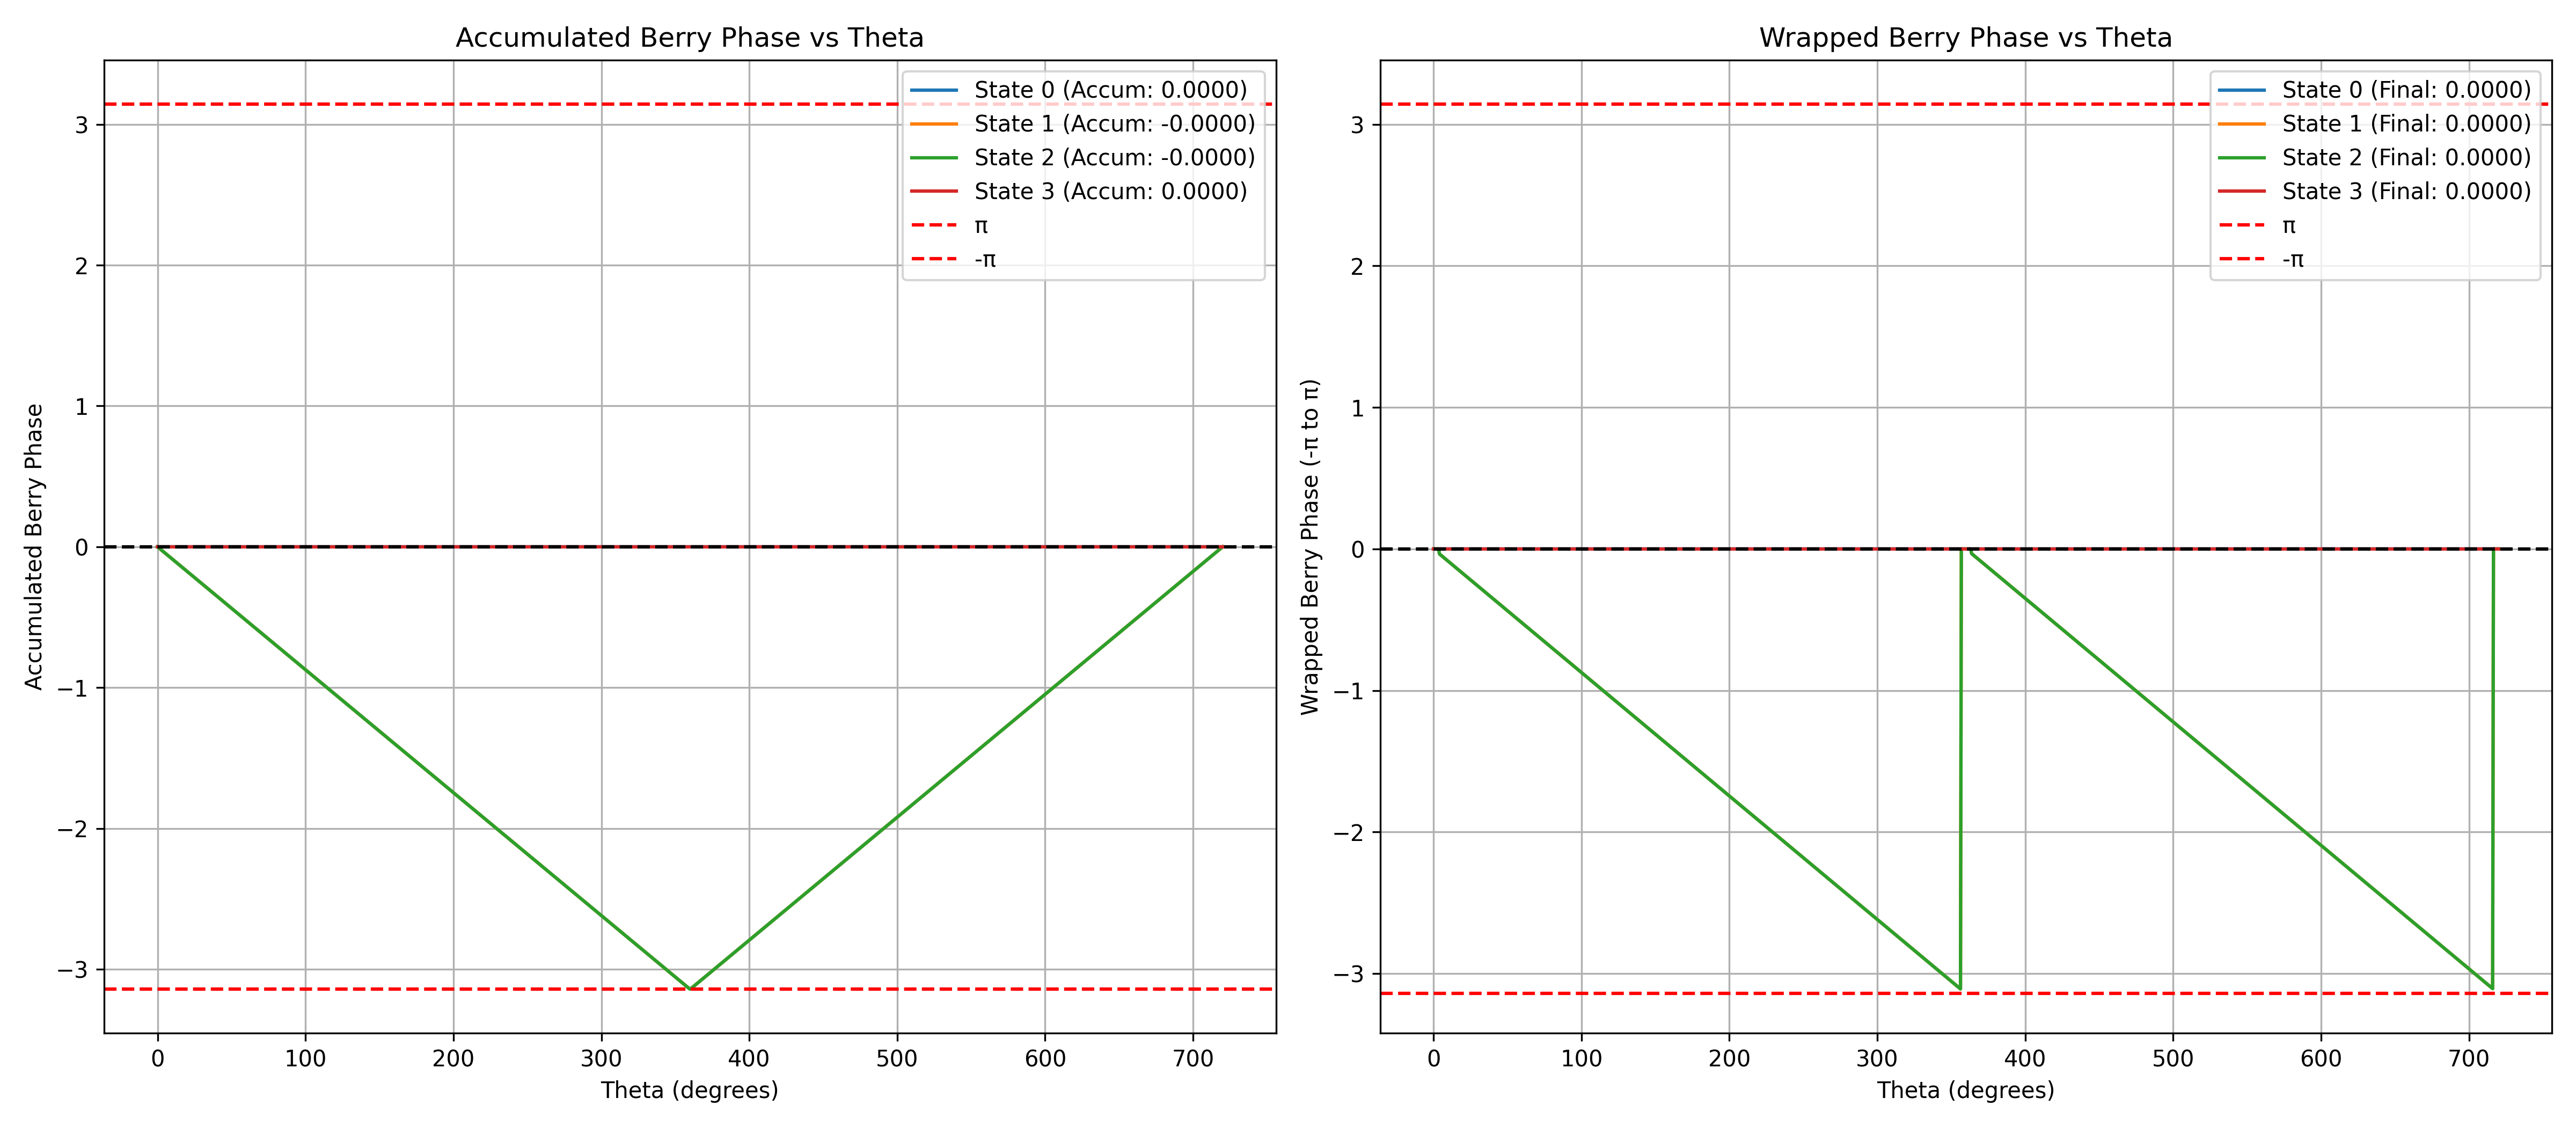 Accumulated Berry Phase vs Theta
Accumulated Berry Phase
3
2
1
0
−1
−2
−3
State 0 (Accum: 0.0000)
State 1 (Accum: -0.0000)
State 2 (Accum: -0.0000)
State 3 (Accum: 0.0000)
π
-π
0 100 200 300 400 500 600 700
Theta (degrees)
Wrapped Berry Phase vs Theta
Wrapped Berry Phase (-π to π)
3
2
1
0
−1
−2
−3
State 0 (Final: 0.0000)
State 1 (Final: 0.0000)
State 2 (Final: 0.0000)
State 3 (Final: 0.0000)
π
-π
0 100 200 300 400 500 600 700
Theta (degrees)